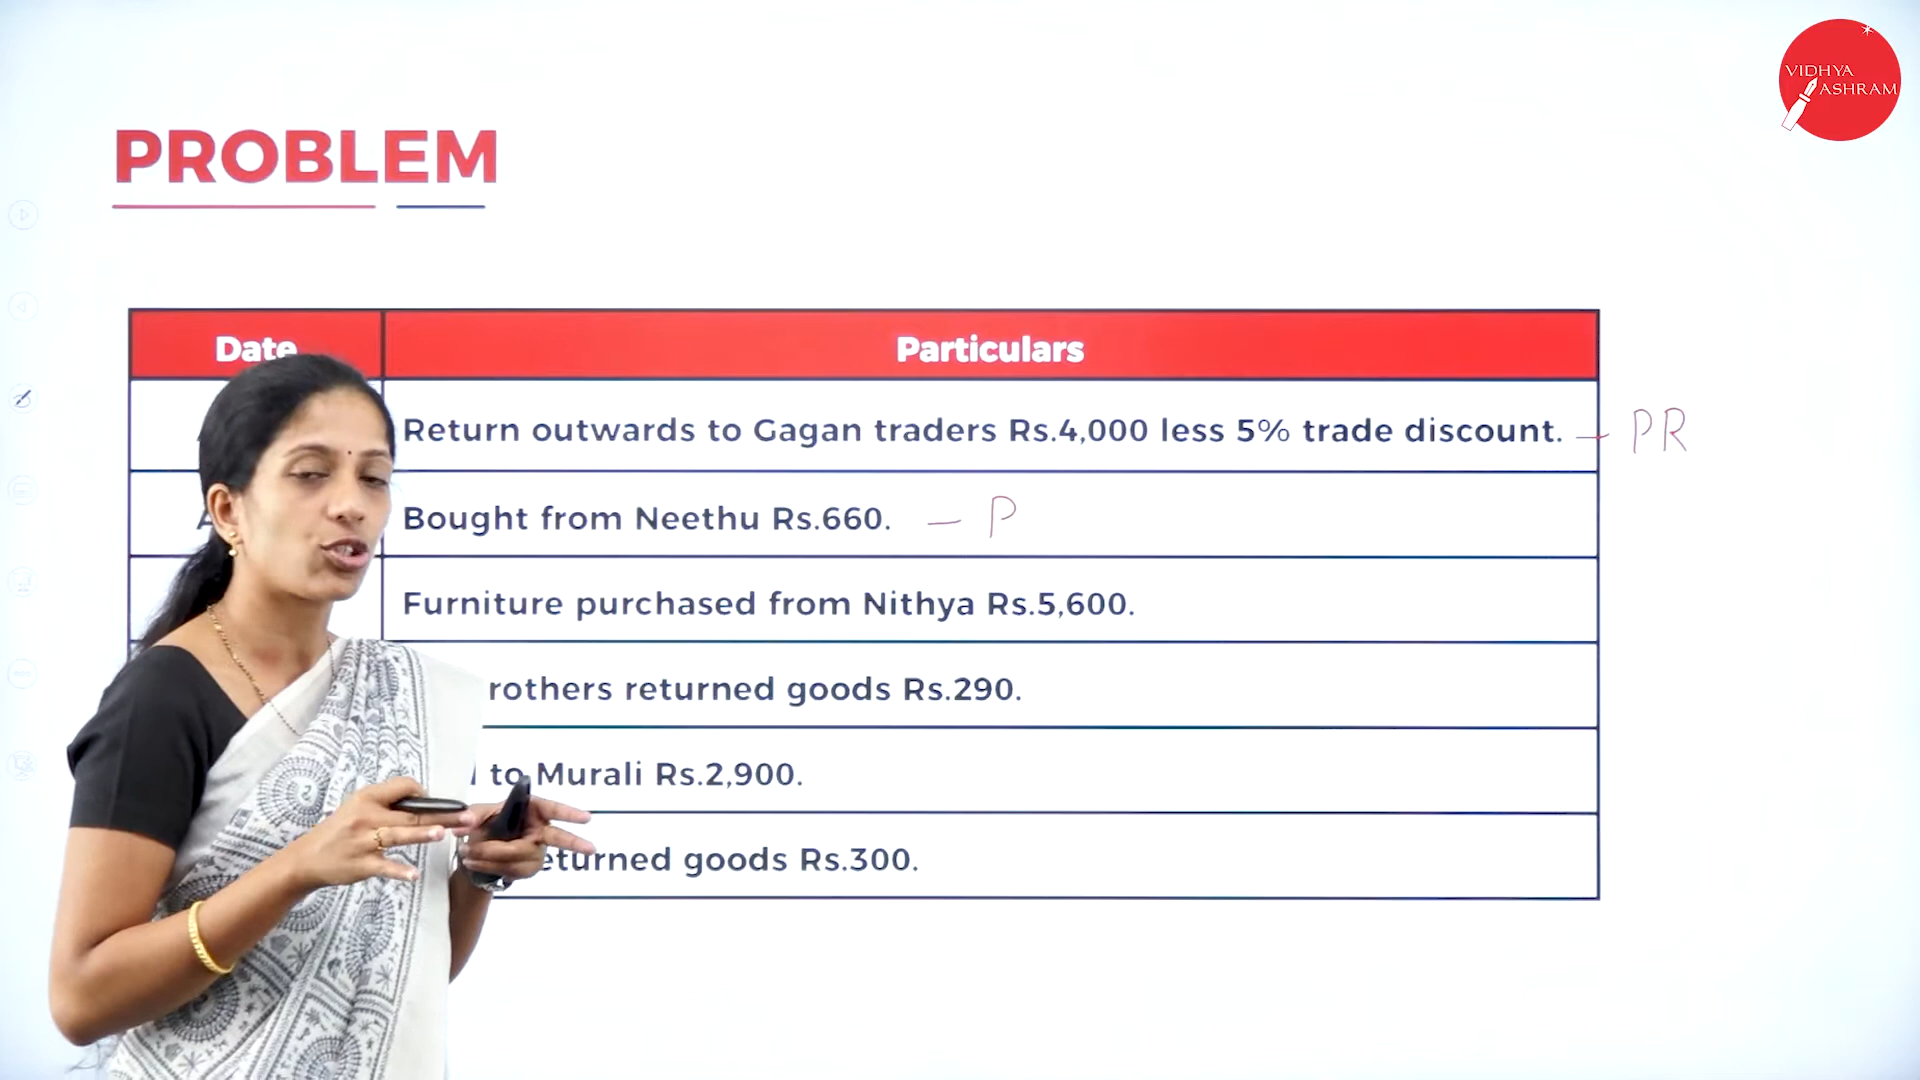 VIDHYA
ASHRAM
PROBLEM
Date Particulars
Return outwards to Gagan traders Rs.4,000 less 5% trade discount. — PR
Bought from Neethu Rs.660. — P
Furniture purchased from Nithya Rs.5,600.
returned goods Rs.290.
to Murali Rs.2,900.
goods Rs.300.